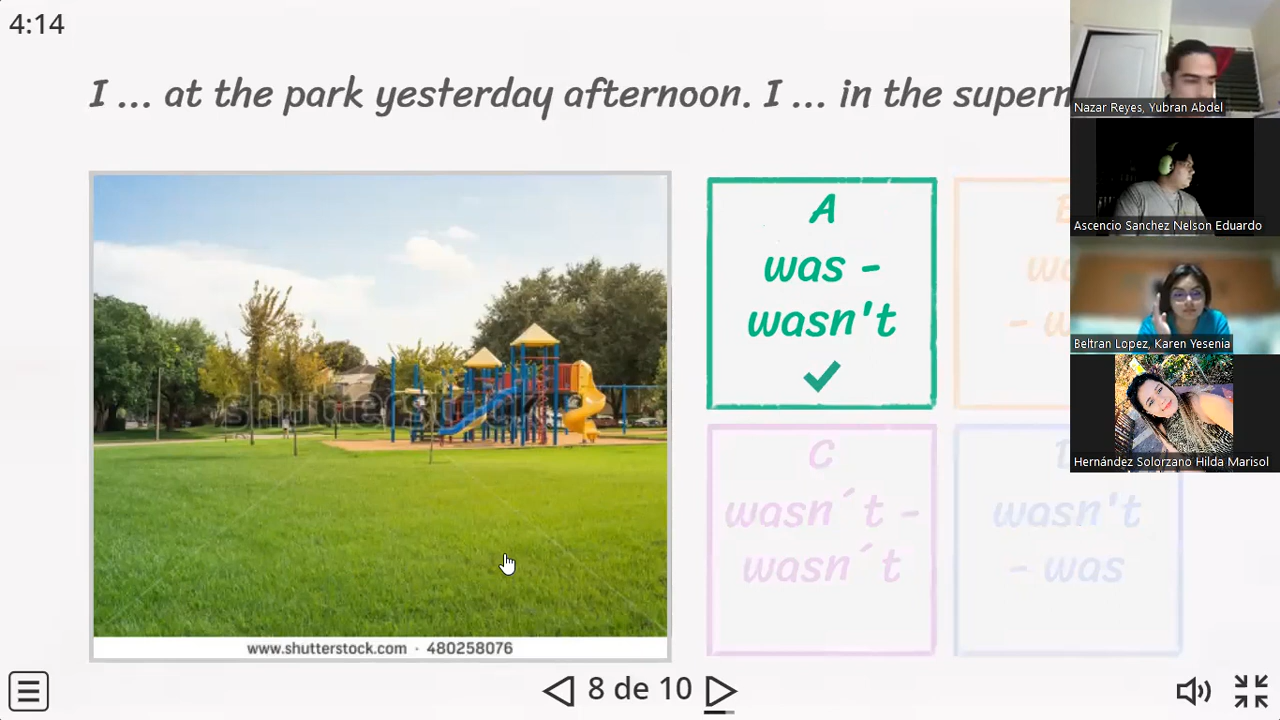 4:14
I ... at the park yesterday afternoon. I ... in the
Nazar Reyes, Yubran Abdel
Ascencio Sanchez Nelson Eduardo
Beltran Lopez, Karen Yesenia
Hernández Solorzano Hilda Marisol
A
was -
wasn't
C
wasn´t -
wasn´t
wasn't
- was
shutterstock
www.shutterstock.com · 480258076
8 de 10